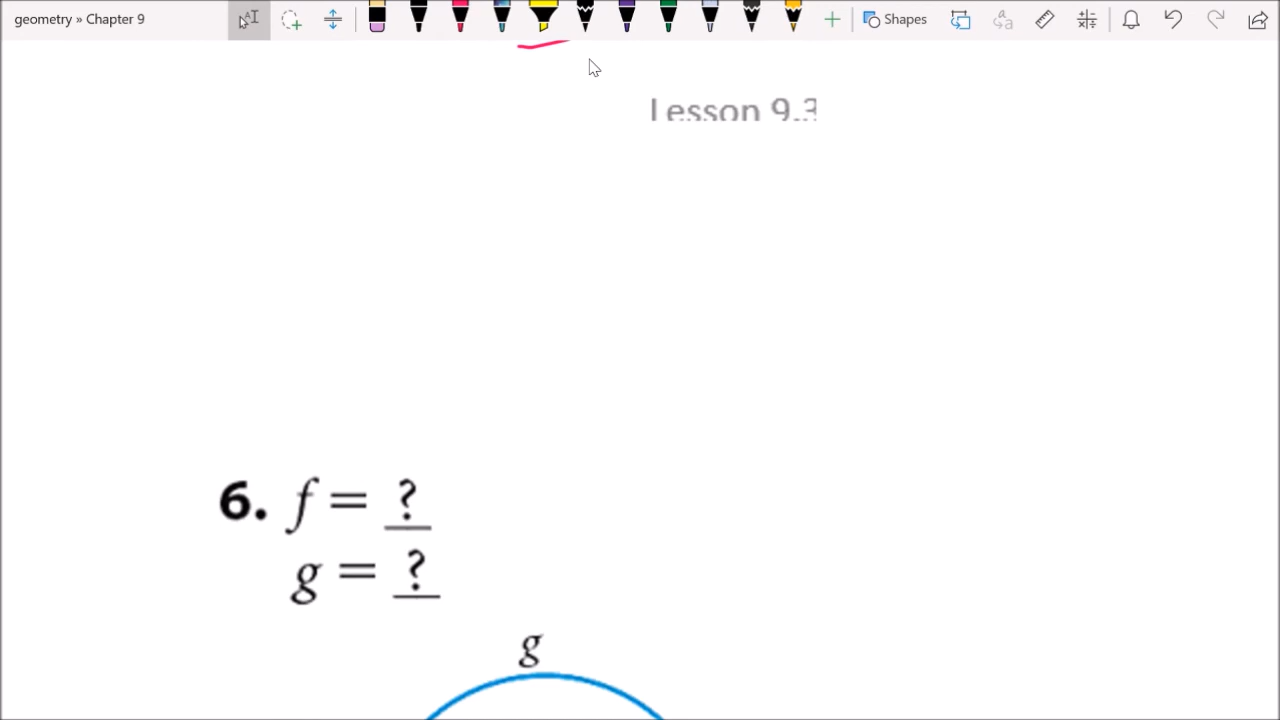 geometry » Chapter 9
Shapes
Lesson 9.3
6. f = ?
g = ?
g